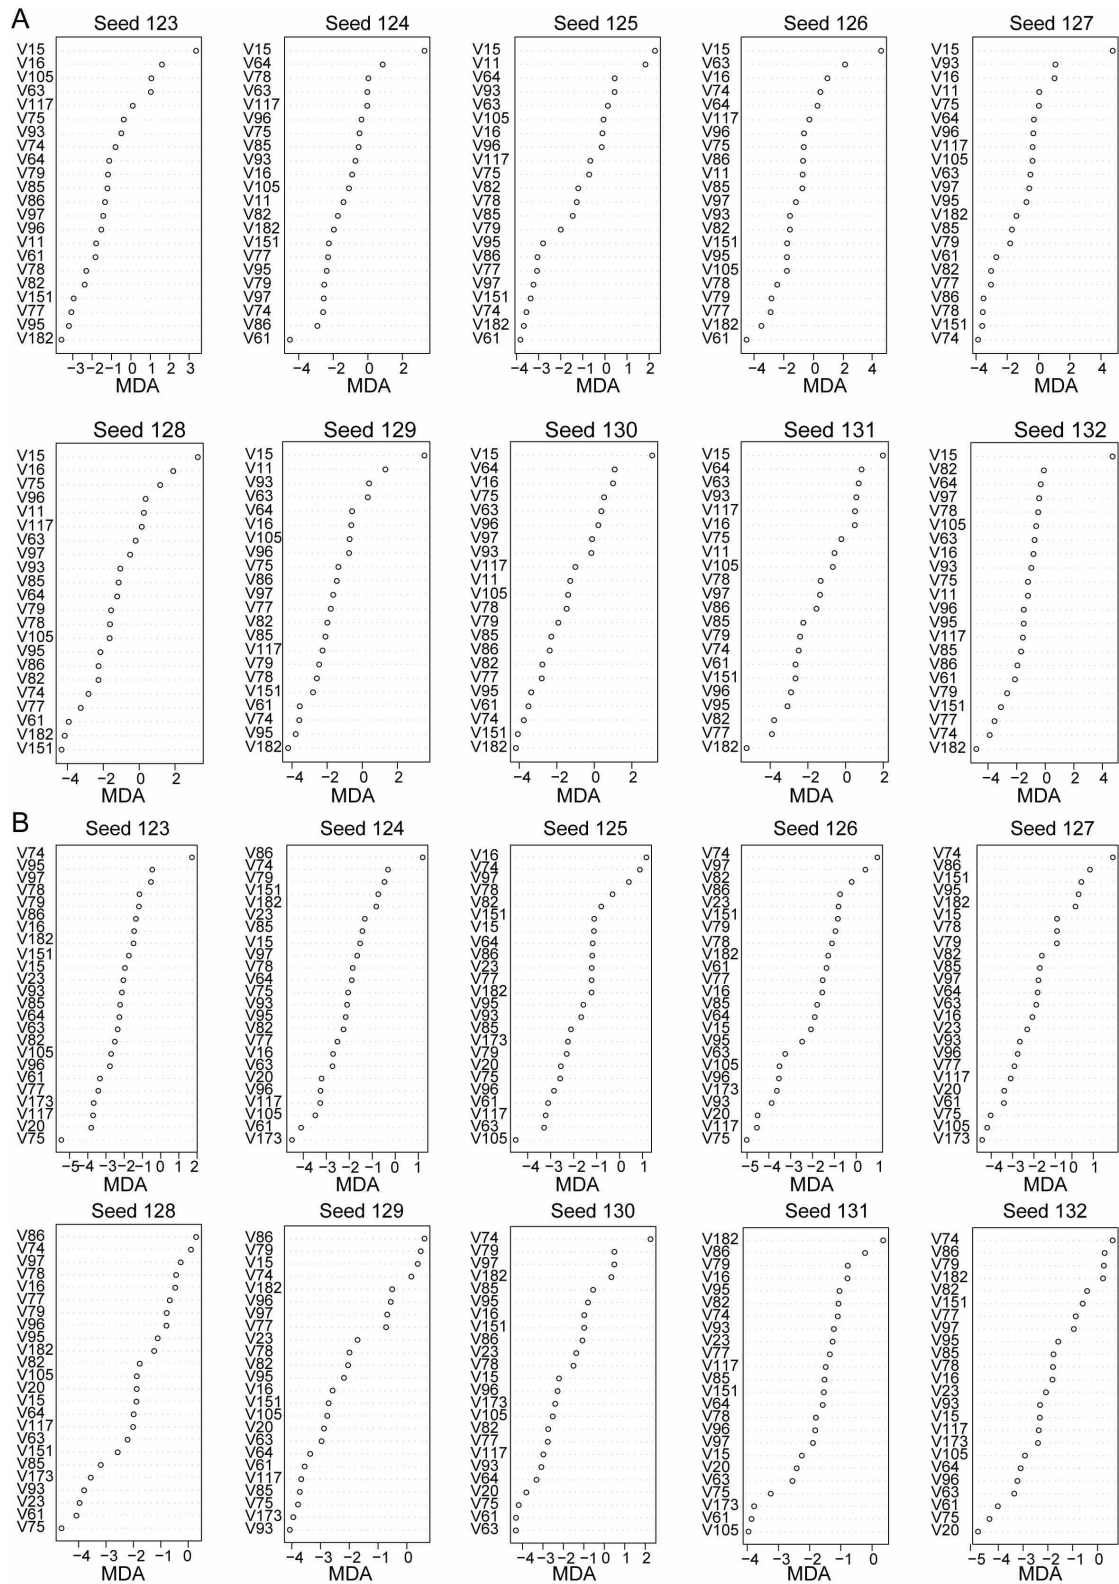 A
Seed 123
V15
V16
V105
V63
V117
V75
V93
V74
V64
V79
V85
V86
V97
V96
V11
V61
V78
V82
V151
V77
V95
V182
−3 −2 −1 0 1 2 3
MDA
Seed 124
V15
V64
V78
V63
V117
V96
V75
V85
V93
V16
V105
V11
V82
V182
V151
V77
V95
V79
V97
V74
V86
V61
−4 −2 0 2
MDA
Seed 125
V15
V11
V64
V93
V63
V105
V16
V96
V117
V75
V82
V78
V85
V79
V95
V86
V77
V97
V151
V74
V182
V61
−4 −3 −2 −1 0 1 2
MDA
Seed 126
V15
V63
V16
V74
V64
V117
V96
V75
V86
V11
V85
V97
V93
V82
V151
V95
V105
V78
V79
V77
V182
V61
−4 −2 0 2 4
MDA
Seed 127
V15
V93
V16
V11
V75
V64
V96
V117
V105
V63
V97
V95
V182
V85
V79
V61
V82
V77
V86
V78
V151
V74
−4 −2 0 2 4
MDA
Seed 128
V15
V16
V75
V96
V11
V117
V63
V97
V93
V85
V64
V79
V78
V105
V95
V86
V82
V74
V77
V61
V182
V151
−4 −2 0 2
MDA
Seed 129
V15
V11
V93
V63
V64
V16
V105
V96
V75
V86
V97
V77
V82
V85
V117
V79
V78
V151
V61
V74
V95
V182
−4 −2 0 2
MDA
Seed 130
V15
V64
V16
V75
V63
V96
V97
V93
V117
V11
V105
V78
V79
V85
V86
V82
V77
V95
V61
V74
V151
V182
−4 −2 0 2
MDA
Seed 131
V15
V64
V63
V93
V117
V16
V75
V11
V105
V78
V97
V86
V85
V79
V74
V61
V151
V96
V95
V82
V77
V182
−4 −2 0 2
MDA
Seed 132
V15
V82
V64
V97
V78
V105
V63
V16
V93
V75
V11
V96
V95
V117
V85
V86
V61
V79
V151
V77
V74
V182
−4 −2 0 2 4
MDA
B
Seed 123
V74
V95
V97
V78
V79
V86
V16
V182
V151
V15
V23
V93
V85
V64
V63
V82
V105
V96
V61
V77
V173
V117
V20
V75
−5 −4 −3 −2 −1 0 1 2
MDA
Seed 124
V86
V74
V79
V151
V182
V23
V85
V15
V97
V78
V64
V75
V93
V95
V82
V77
V16
V63
V20
V96
V117
V105
V61
V173
−4 −3 −2 −1 0 1
MDA
Seed 125
V16
V74
V97
V78
V82
V151
V15
V64
V86
V23
V77
V182
V95
V93
V85
V173
V79
V20
V75
V96
V61
V117
V63
V105
−4 −3 −2 −1 0 1
MDA
Seed 126
V74
V97
V82
V86
V23
V151
V79
V78
V182
V61
V77
V16
V85
V64
V15
V95
V63
V105
V96
V173
V93
V20
V117
V75
−5 −4 −3 −2 −1 0 1
MDA
Seed 127
V74
V86
V151
V95
V182
V15
V78
V79
V82
V85
V97
V64
V63
V16
V23
V93
V96
V77
V117
V20
V61
V75
V105
V173
−4 −3 −2 −1 0 1
MDA
Seed 128
V86
V74
V97
V78
V16
V77
V79
V96
V95
V182
V82
V105
V20
V15
V64
V117
V63
V151
V85
V173
V93
V23
V61
V75
−4 −3 −2 −1 0
MDA
Seed 129
V86
V79
V15
V74
V182
V96
V97
V77
V23
V78
V82
V95
V16
V151
V105
V20
V63
V64
V61
V117
V85
V75
V173
V93
−4 −3 −2 −1 0
MDA
Seed 130
V74
V79
V97
V182
V85
V95
V16
V151
V86
V23
V78
V15
V96
V173
V105
V82
V77
V117
V93
V64
V20
V75
V61
V63
−4 −3 −2 −1 0 1 2
MDA
Seed 131
V182
V86
V79
V16
V95
V82
V74
V93
V23
V77
V117
V85
V151
V64
V78
V96
V97
V15
V20
V63
V75
V173
V61
V105
−4 −3 −2 −1 0
MDA
Seed 132
V74
V86
V79
V182
V82
V151
V77
V97
V95
V85
V78
V16
V23
V93
V15
V117
V173
V105
V64
V96
V63
V61
V75
V20
−5 −4 −3 −2 −1 0
MDA